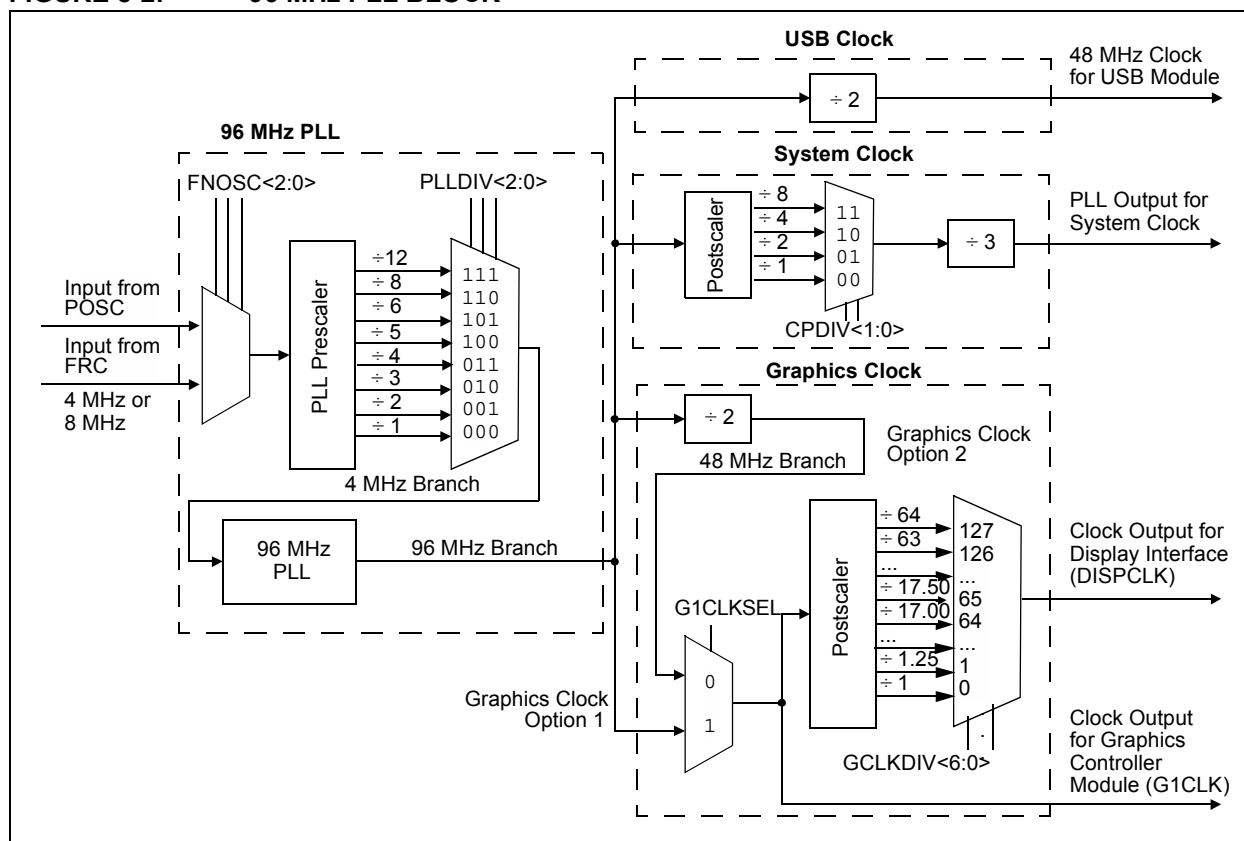 USB Clock
48 MHz Clock
for USB Module
÷ 2
96 MHz PLL
FNOSC<2:0>
PLLDIV<2:0>
Input from
POSC
Input from
FRC
4 MHz or
8 MHz
PLL Prescaler
÷12
÷ 8
÷ 6
÷ 5
÷ 4
÷ 3
÷ 2
÷ 1
111
110
101
100
011
010
001
000
4 MHz Branch
96 MHz
PLL
96 MHz Branch
System Clock
Postscaler
÷ 8
÷ 4
÷ 2
÷ 1
11
10
01
00
CPDIV<1:0>
÷ 3
PLL Output for
System Clock
Graphics Clock
÷ 2
48 MHz Branch
Graphics Clock
Option 2
G1CLKSEL
0
1
Graphics Clock
Option 1
Postscaler
÷ 64
÷ 63
...
÷ 17.50
÷ 17.00
...
÷ 1.25
÷ 1
127
126
...
65
64
...
1
0
GCLKDIV<6:0>
Clock Output for
Display Interface
(DISPCLK)
Clock Output
for Graphics
Controller
Module (G1CLK)